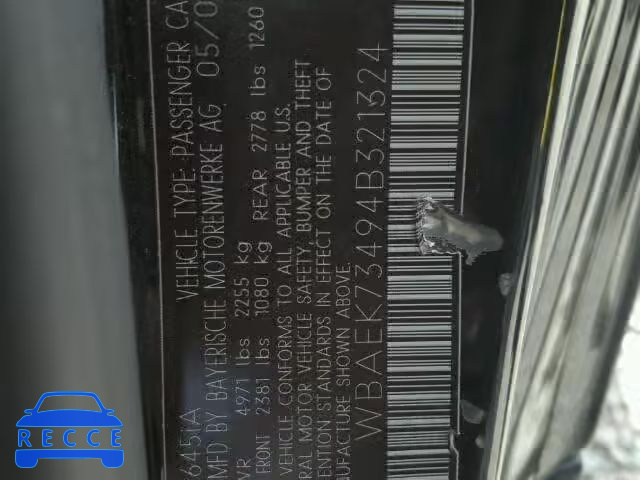 645IA VEHICLE TYPE: PASSENGER CA
MFD BY BAYERISCHE MOTORENWERKE AG 05/0
VR 4971 lbs 2255 kg
FRONT 2381 lbs 1080 kg REAR 2778 lbs 1260
VEHICLE CONFORMS TO ALL APPLICABLE U.S.
RAL MOTOR VEHICLE SAFETY, BUMPER AND THEFT
ENTION STANDARDS IN EFFECT ON THE DATE OF
NUFACTURE SHOWN ABOVE.
WBAEK73494B321324
RECCE